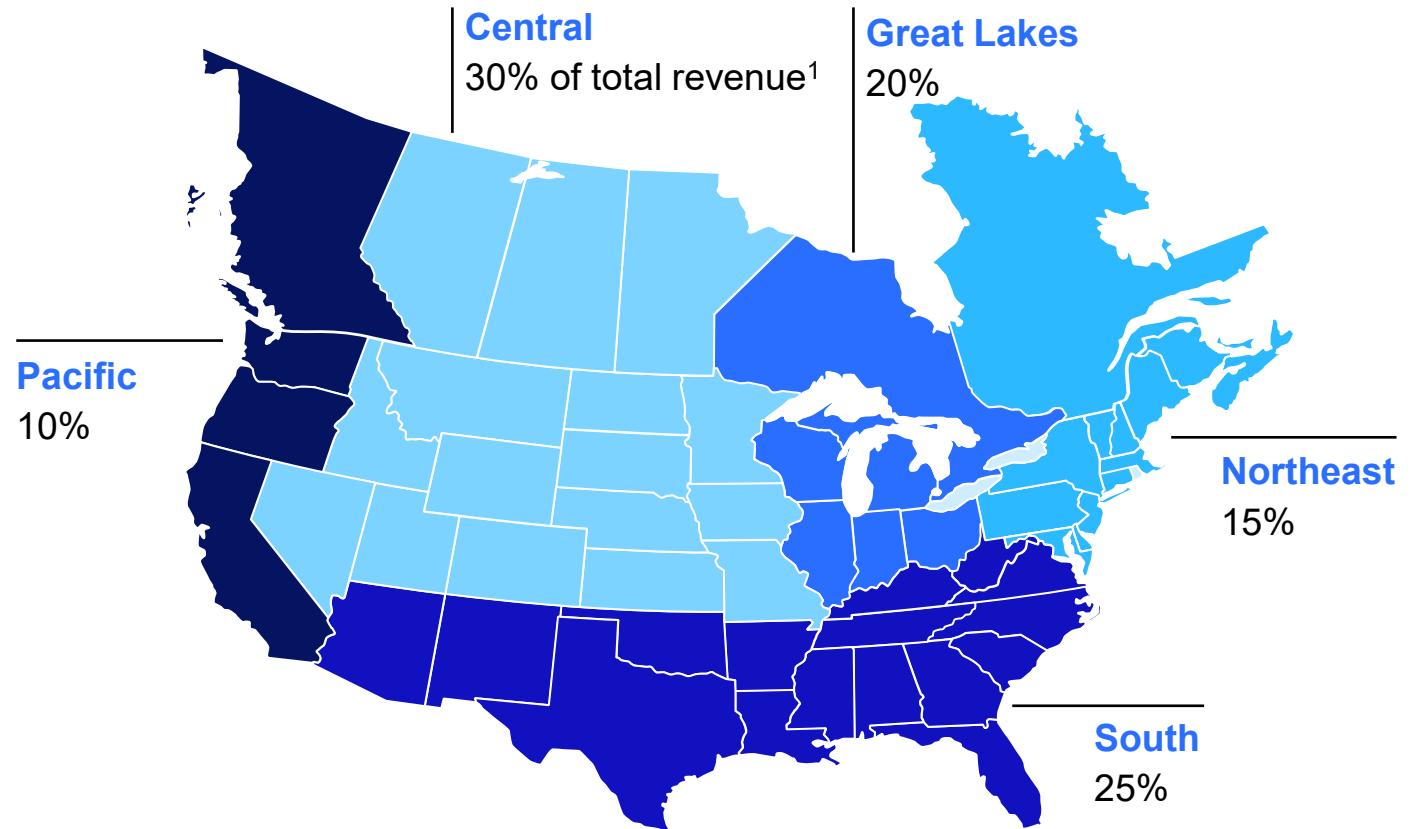 Central
30% of total revenue¹
Great Lakes
20%
Pacific
10%
Northeast
15%
South
25%